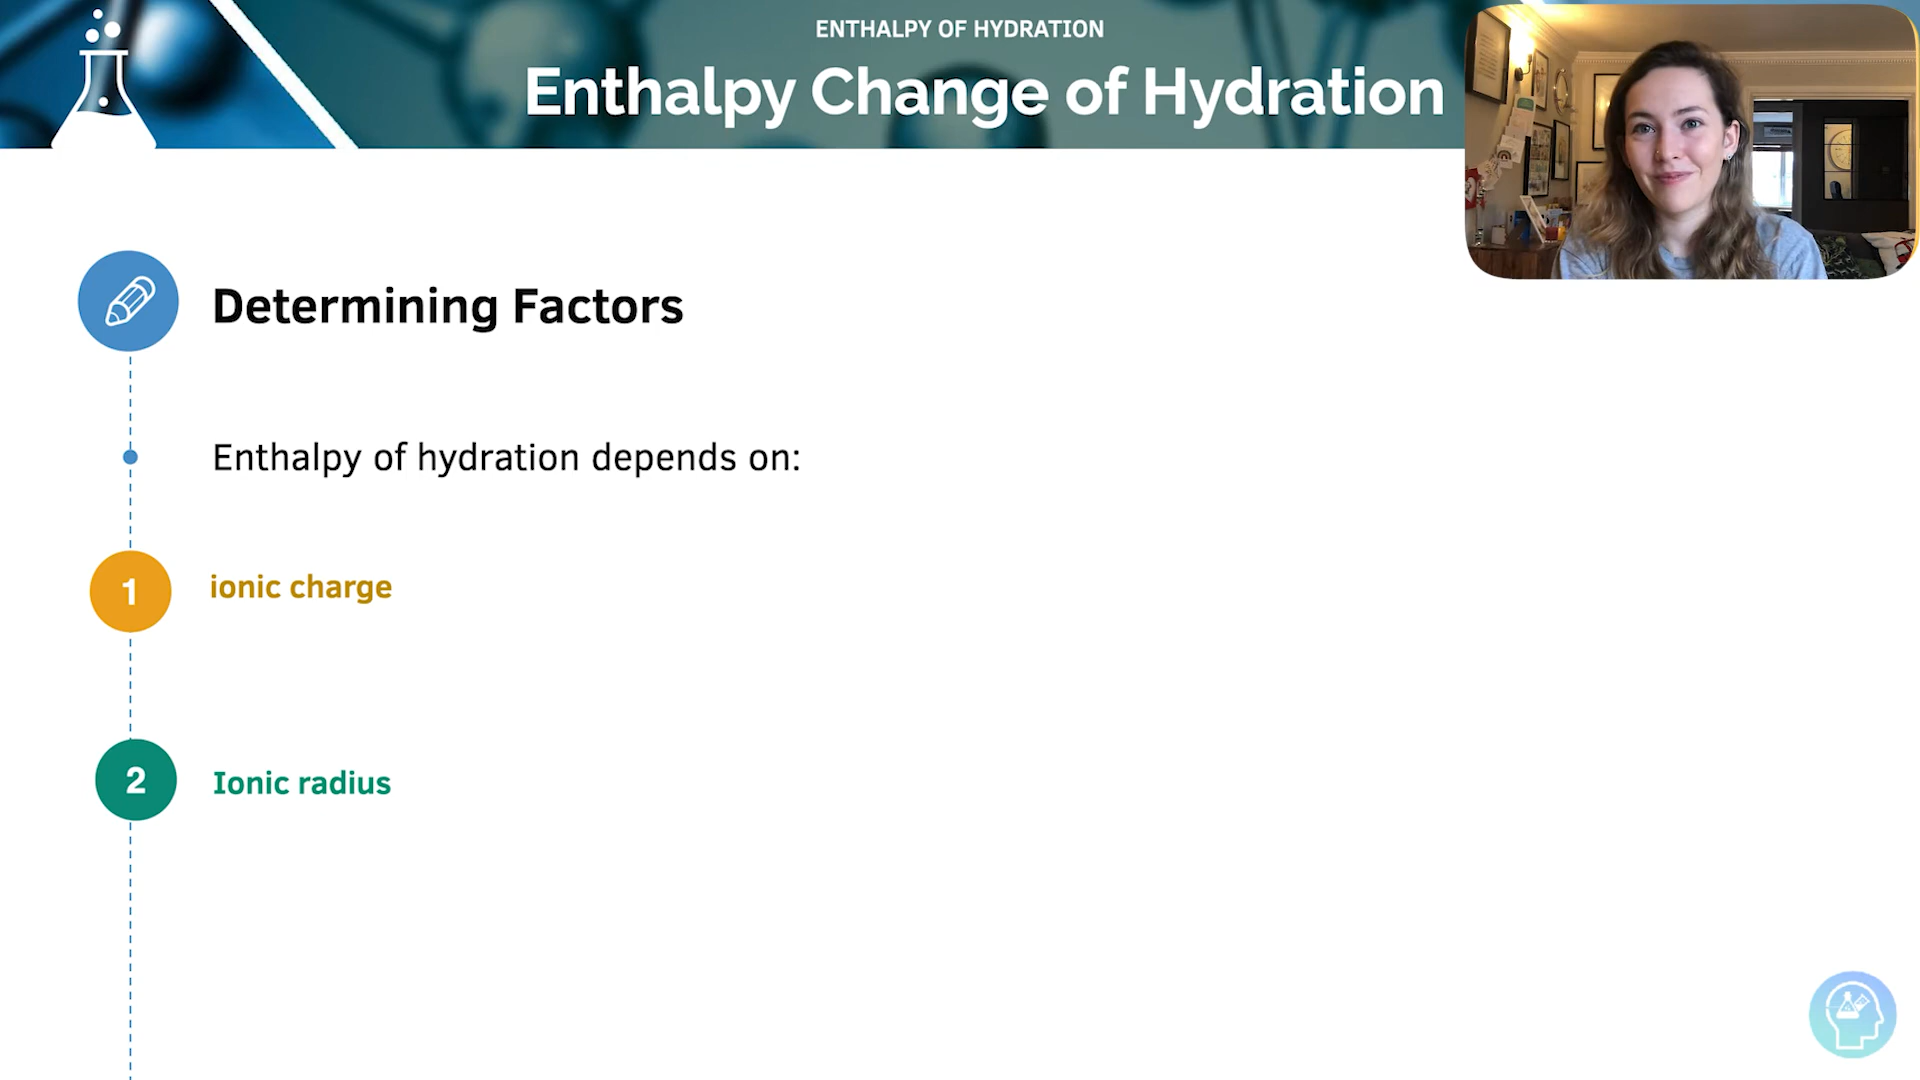 ENTHALPY OF HYDRATION
Enthalpy Change of Hydration
Determining Factors
Enthalpy of hydration depends on:
1 ionic charge
2 Ionic radius